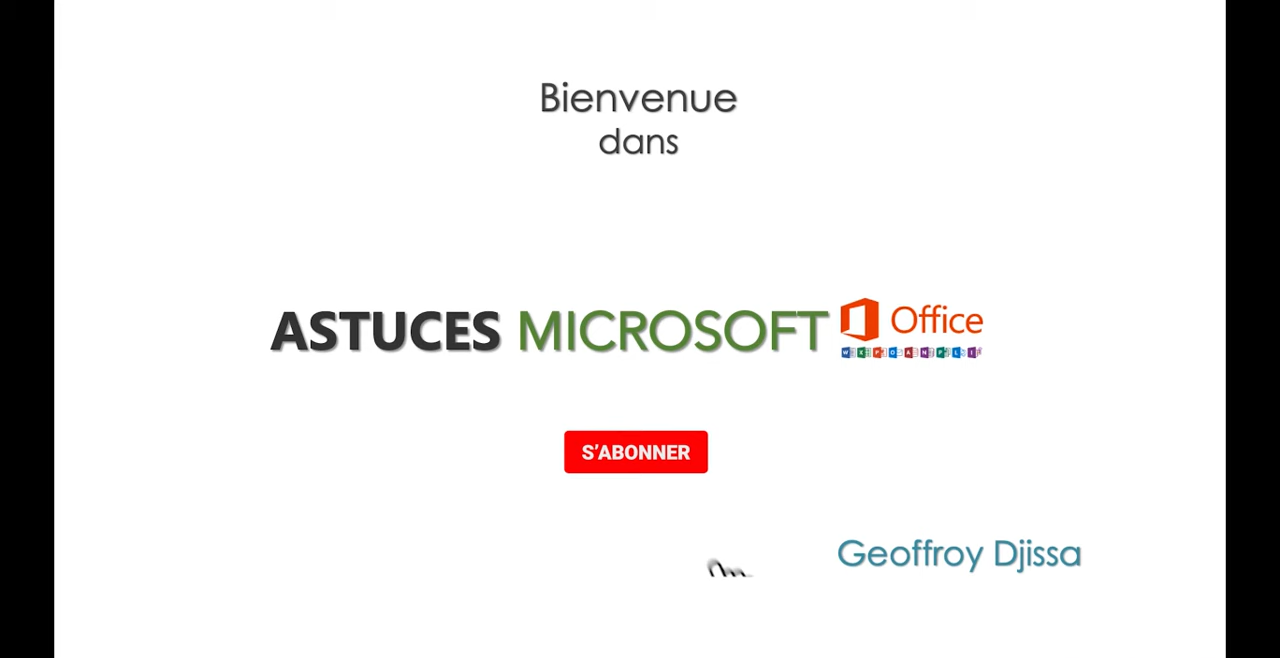 Bienvenue
dans
ASTUCES MICROSOFT Office
S'ABONNER
Geoffroy Djissa